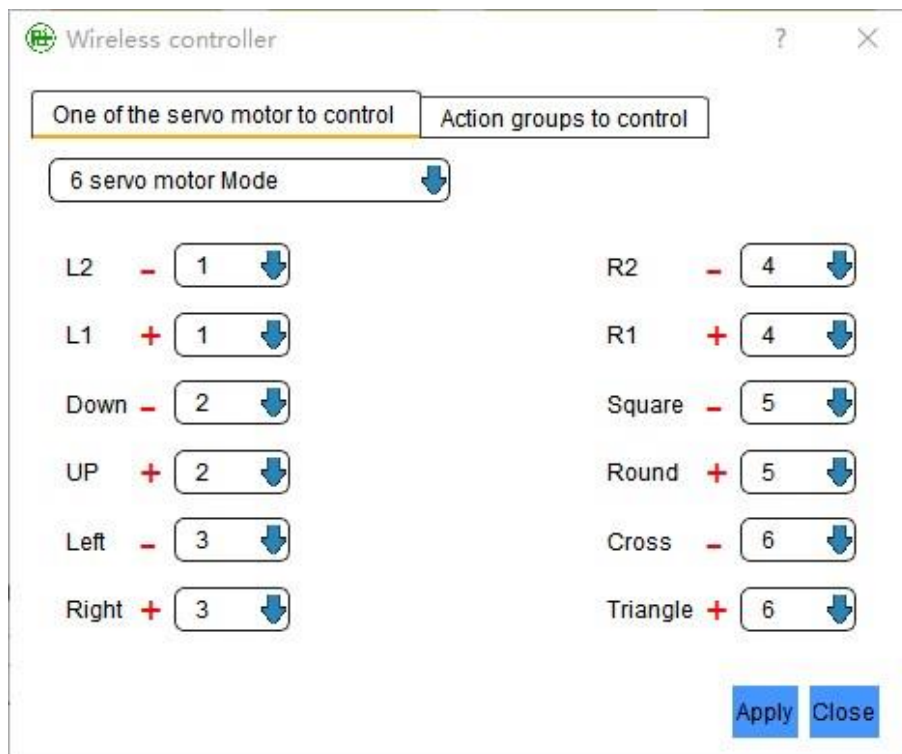 Wireless controller ? ×
One of the servo motor to control Action groups to control
6 servo motor Mode
L2 - 1 R2 - 4
L1 + 1 R1 + 4
Down - 2 Square - 5
UP + 2 Round + 5
Left - 3 Cross - 6
Right + 3 Triangle + 6
Apply Close